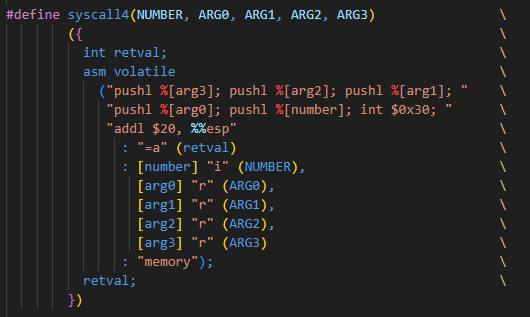 #define syscall4(NUMBER, ARG0, ARG1, ARG2, ARG3) \
({ \
int retval; \
asm volatile \
("pushl %[arg3]; pushl %[arg2]; pushl %[arg1]; " \
"pushl %[arg0]; pushl %[number]; int $0x30; " \
"addl $20, %%esp" \
: "=a" (retval) \
: [number] "i" (NUMBER), \
[arg0] "r" (ARG0), \
[arg1] "r" (ARG1), \
[arg2] "r" (ARG2), \
[arg3] "r" (ARG3) \
: "memory"); \
retval; \
})